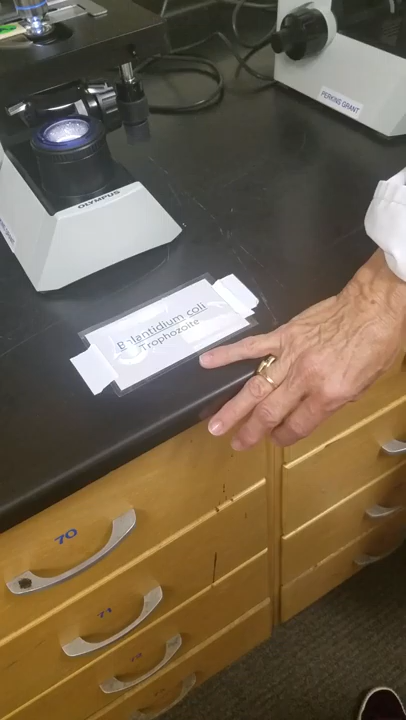 PERKINS GRANT
OLYMPUS
Balantidium coli
Trophozoite
70
71